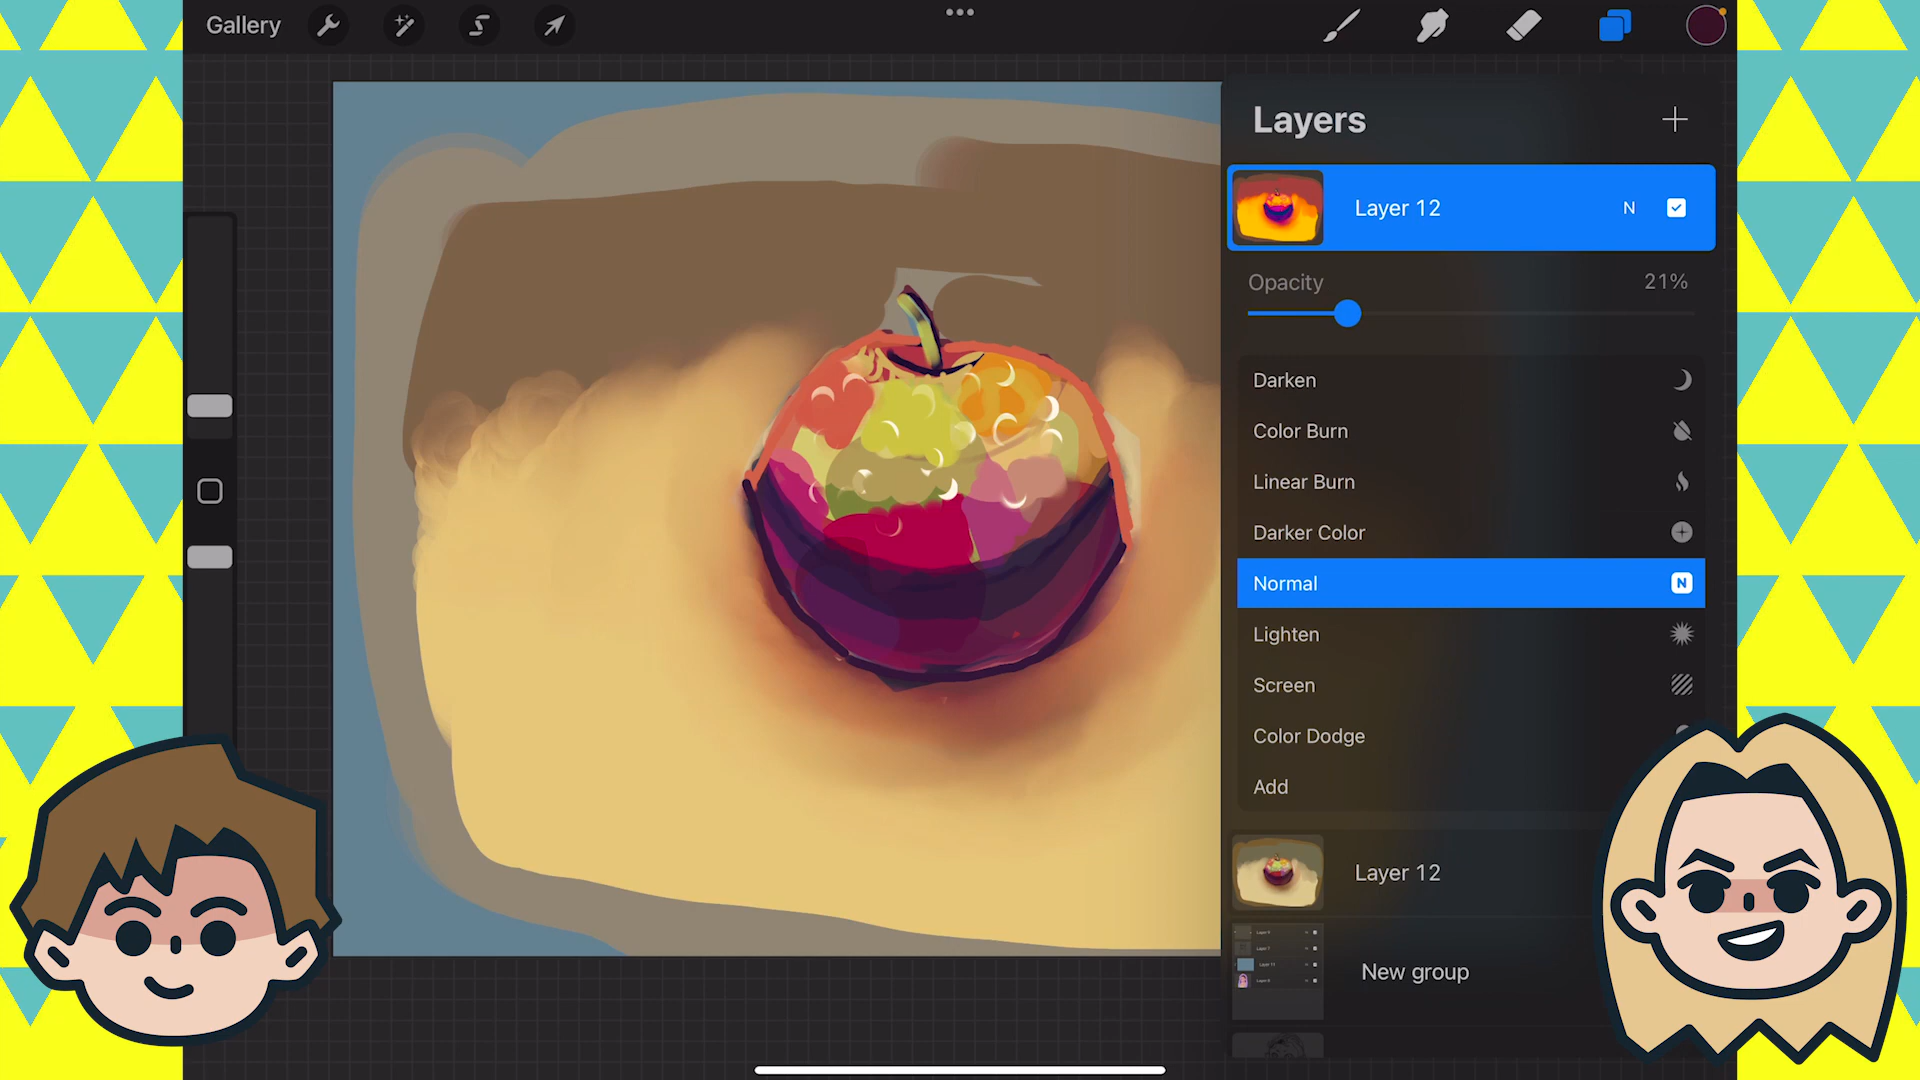 Gallery
Layers
Layer 12 N
Opacity 21%
Darken
Color Burn
Linear Burn
Darker Color
Normal N
Lighten
Screen
Color Dodge
Add
Layer 12
New group